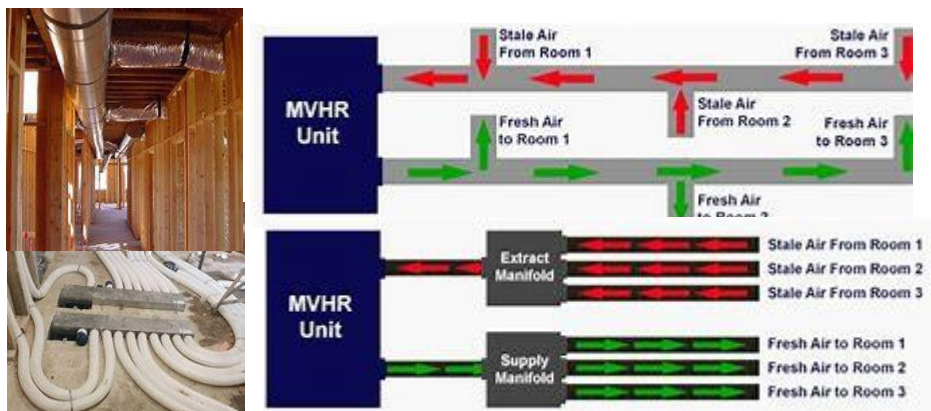 Stale Air
From Room 1
Stale Air
From Room 3
MVHR
Unit
Stale Air
From Room 2
Fresh Air
to Room 1
Fresh Air
to Room 3
Fresh Air
to Room 2
MVHR
Unit
Extract
Manifold
Stale Air From Room 1
Stale Air From Room 2
Stale Air From Room 3
Supply
Manifold
Fresh Air to Room 1
Fresh Air to Room 2
Fresh Air to Room 3